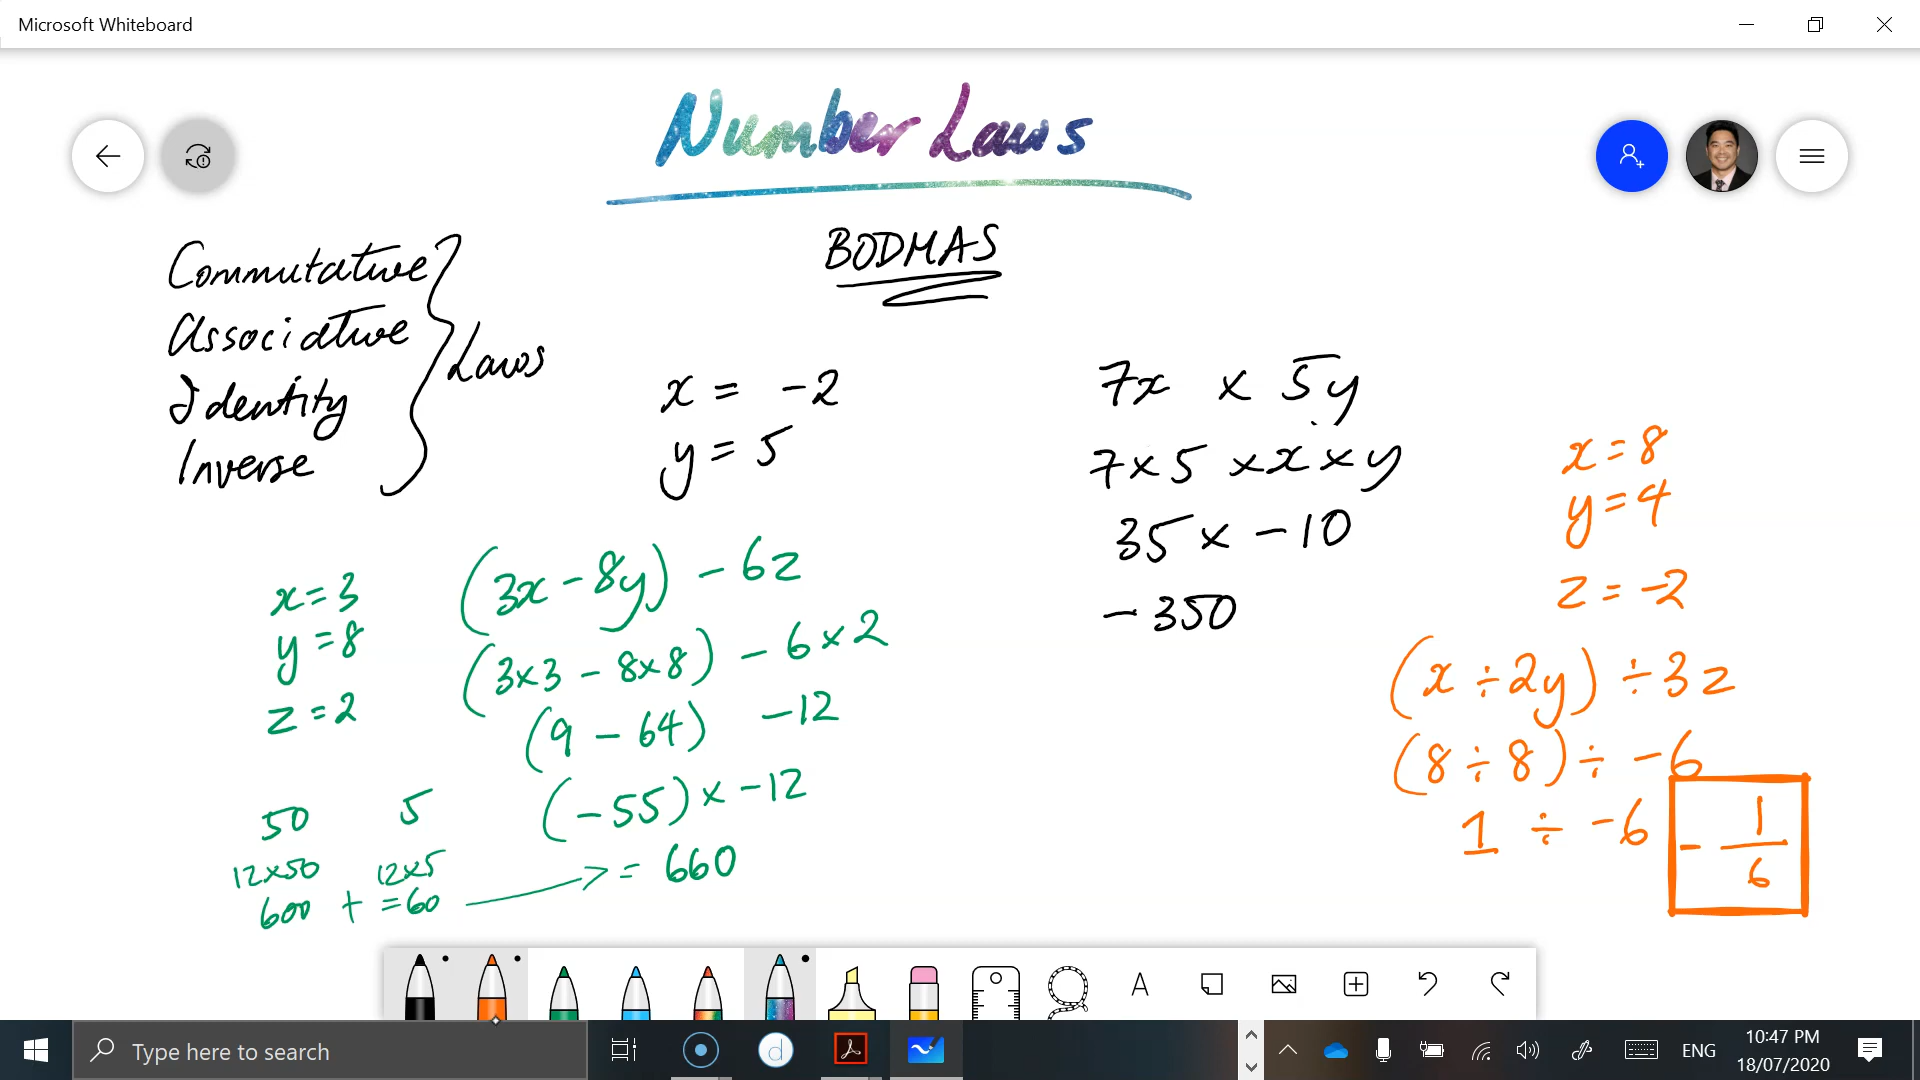 Microsoft Whiteboard
Number Laws
BODMAS
Commutative
Associative
Identity
Inverse
Laws
x = -2
y = 5
7x × 5y
7×5 ×x×y
35 × -10
-350
x=3
y=8
z=2
(3x - 8y) - 6z
(3×3 - 8×8) - 6×2
(9 - 64) -12
(-55) × -12
= 660
50 5
12×50 12×5
600 + =60
x=8
y=4
z=-2
(x ÷ 2y) ÷ 3z
(8 ÷ 8) ÷ -6
1 ÷ -6
- 1
6
A
Type here to search
d
ENG
10:47 PM
18/07/2020